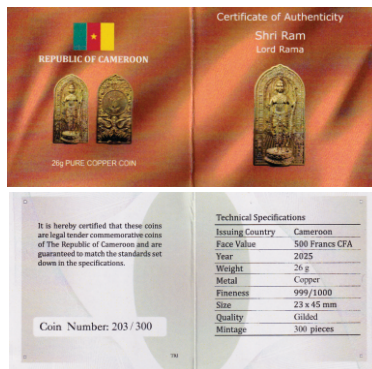 REPUBLIC OF CAMEROON
26g PURE COPPER COIN
Certificate of Authenticity
Shri Ram
Lord Rama
It is hereby certified that these coins
are legal tender commemorative coins
of The Republic of Cameroon and are
guaranteed to match the standards set
down in the specifications.
Coin Number: 203/300
Technical Specifications
Issuing Country Cameroon
Face Value 500 Francs CFA
Year 2025
Weight 26 g
Metal Copper
Fineness 999/1000
Size 23 x 45 mm
Quality Gilded
Mintage 300 pieces